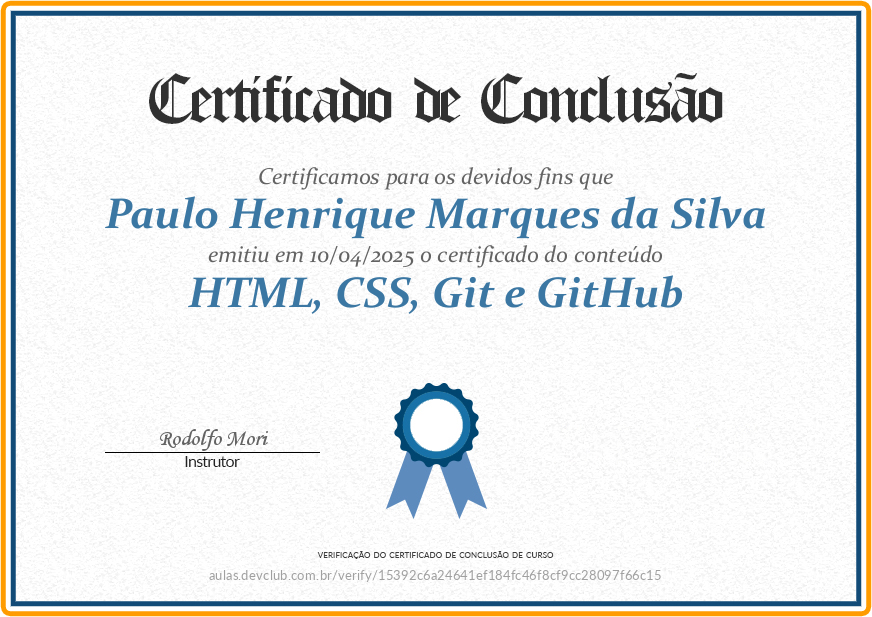 Certificado de Conclusão
Certificamos para os devidos fins que
Paulo Henrique Marques da Silva
emitiu em 10/04/2025 o certificado do conteúdo
HTML, CSS, Git e GitHub
Rodolfo Mori
Instrutor
VERIFICAÇÃO DO CERTIFICADO DE CONCLUSÃO DE CURSO
aulas.devclub.com.br/verify/15392c6a24641ef184fc46f8cf9cc28097f66c15